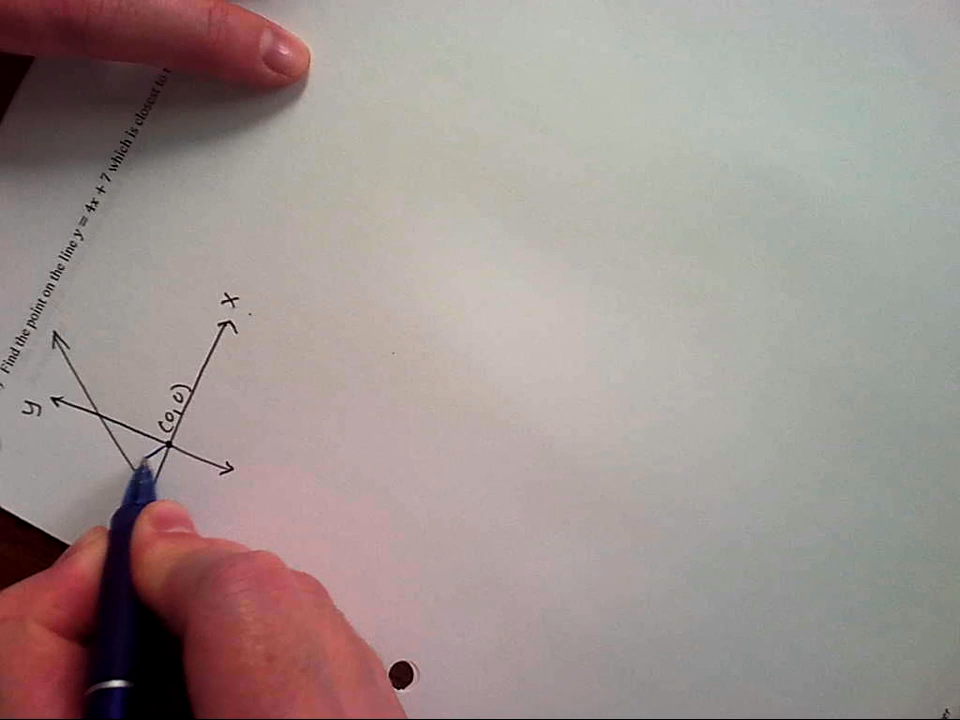 Find the point on the line y = 4x + 7 which is closest to
y
(0,0)
x